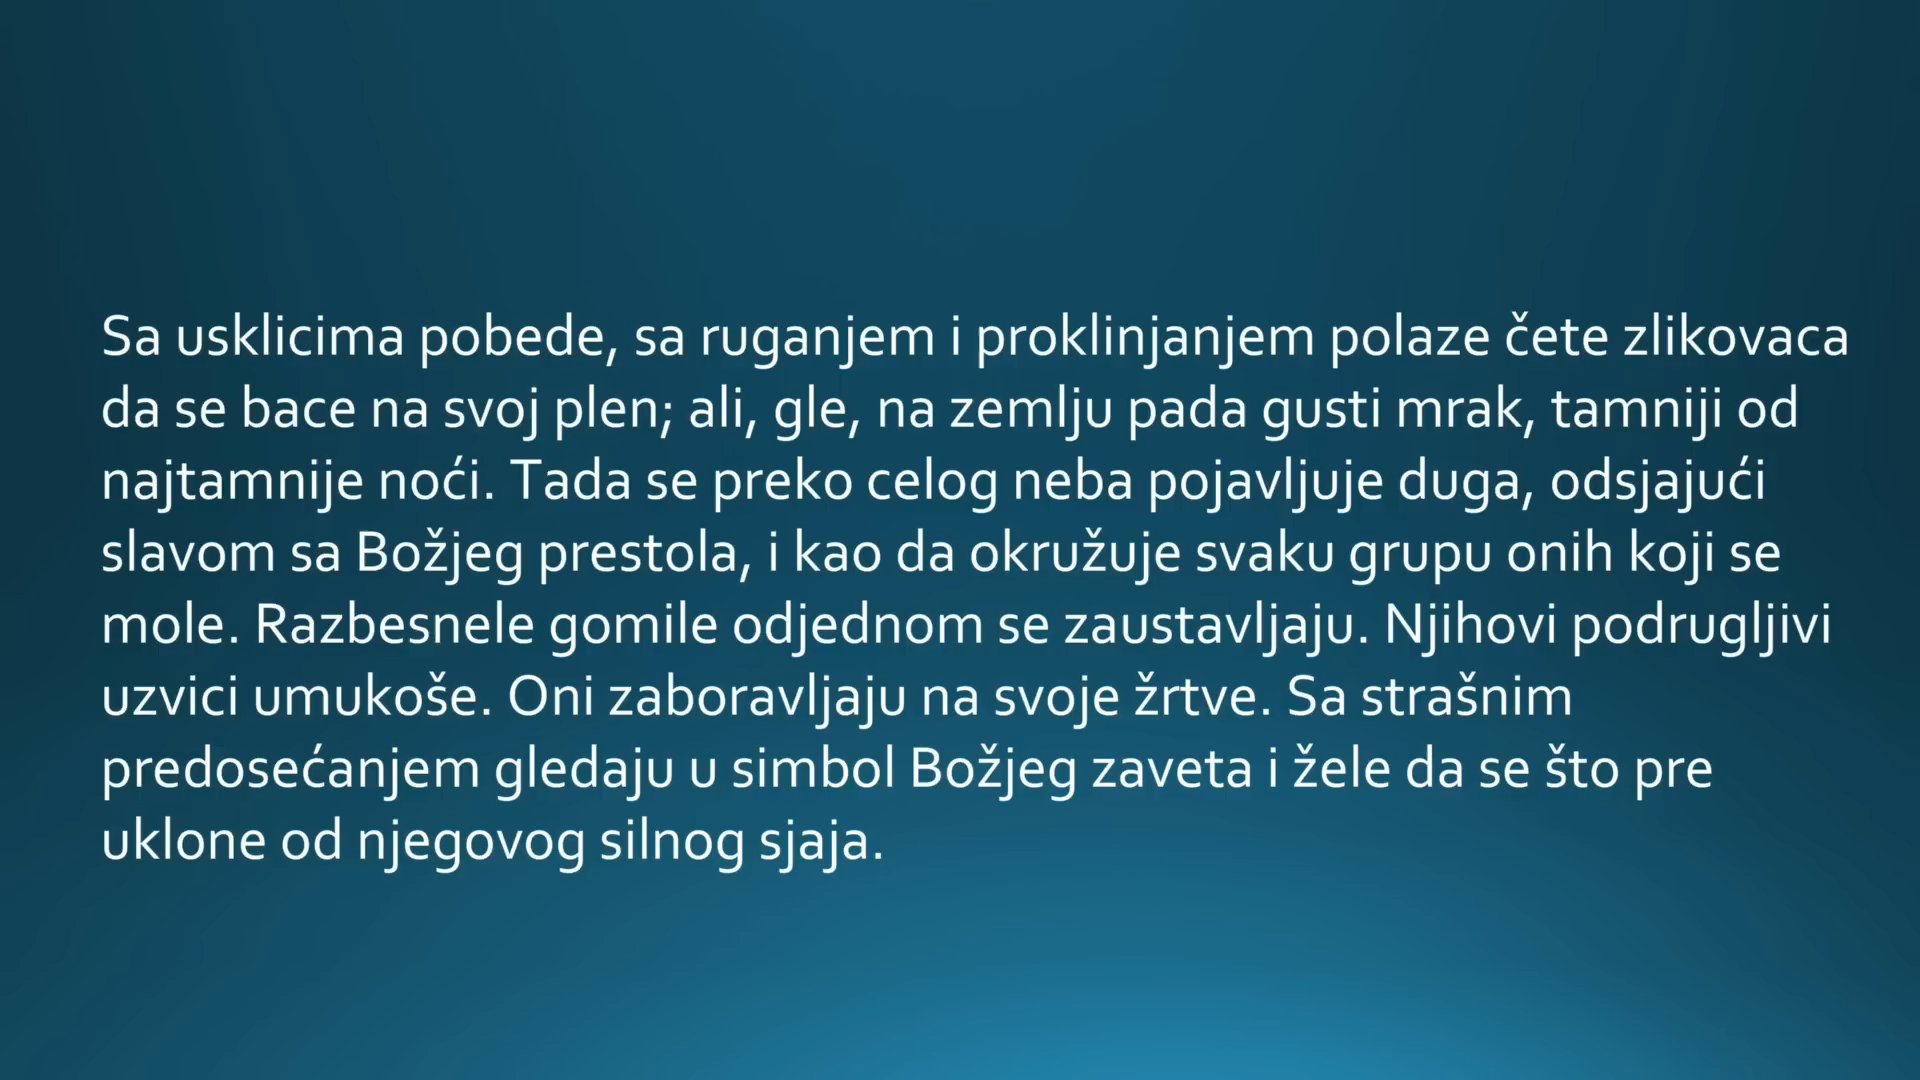 Sa usklicima pobede, sa ruganjem i proklinjanjem polaze čete zlikovaca
da se bace na svoj plen; ali, gle, na zemlju pada gusti mrak, tamniji od
najtamnije noći. Tada se preko celog neba pojavljuje duga, odsjajući
slavom sa Božjeg prestola, i kao da okružuje svaku grupu onih koji se
mole. Razbesnele gomile odjednom se zaustavljaju. Njihovi podrugljivi
uzvici umukoše. Oni zaboravljaju na svoje žrtve. Sa strašnim
predosećanjem gledaju u simbol Božjeg zaveta i žele da se što pre
uklone od njegovog silnog sjaja.